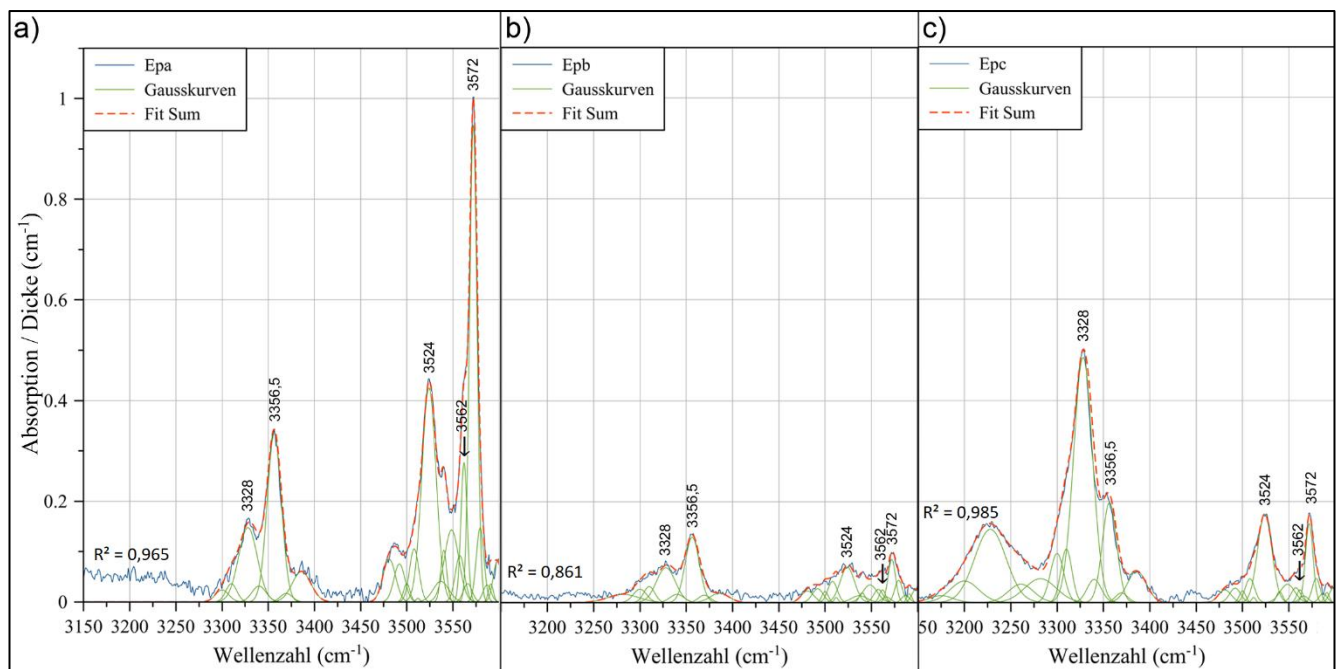 a)
Epa
Gausskurven
Fit Sum
3328
3356,5
3524
3562
3572
R² = 0,965
Absorption / Dicke (cm⁻¹)
1
0.8
0.6
0.4
0.2
0
3150 3200 3250 3300 3350 3400 3450 3500 3550
Wellenzahl (cm⁻¹)
b)
Epb
Gausskurven
Fit Sum
3328
3356,5
3524
3562
3572
R² = 0,861
3200 3250 3300 3350 3400 3450 3500 3550
Wellenzahl (cm⁻¹)
c)
Epc
Gausskurven
Fit Sum
3328
3356,5
3524
3562
3572
R² = 0,985
50 3200 3250 3300 3350 3400 3450 3500 3550
Wellenzahl (cm⁻¹)